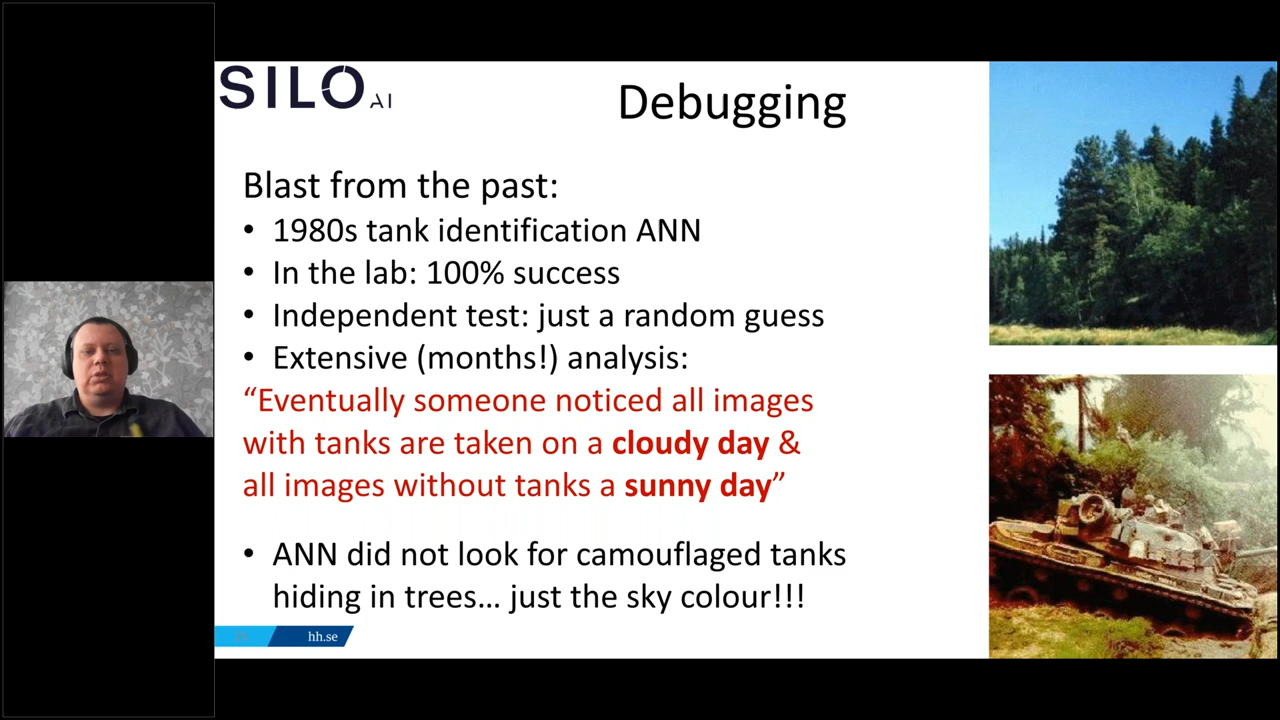 SILO AI
Debugging
Blast from the past:
• 1980s tank identification ANN
• In the lab: 100% success
• Independent test: just a random guess
• Extensive (months!) analysis:
“Eventually someone noticed all images
with tanks are taken on a cloudy day &
all images without tanks a sunny day”
• ANN did not look for camouflaged tanks
hiding in trees… just the sky colour!!!
hh.se